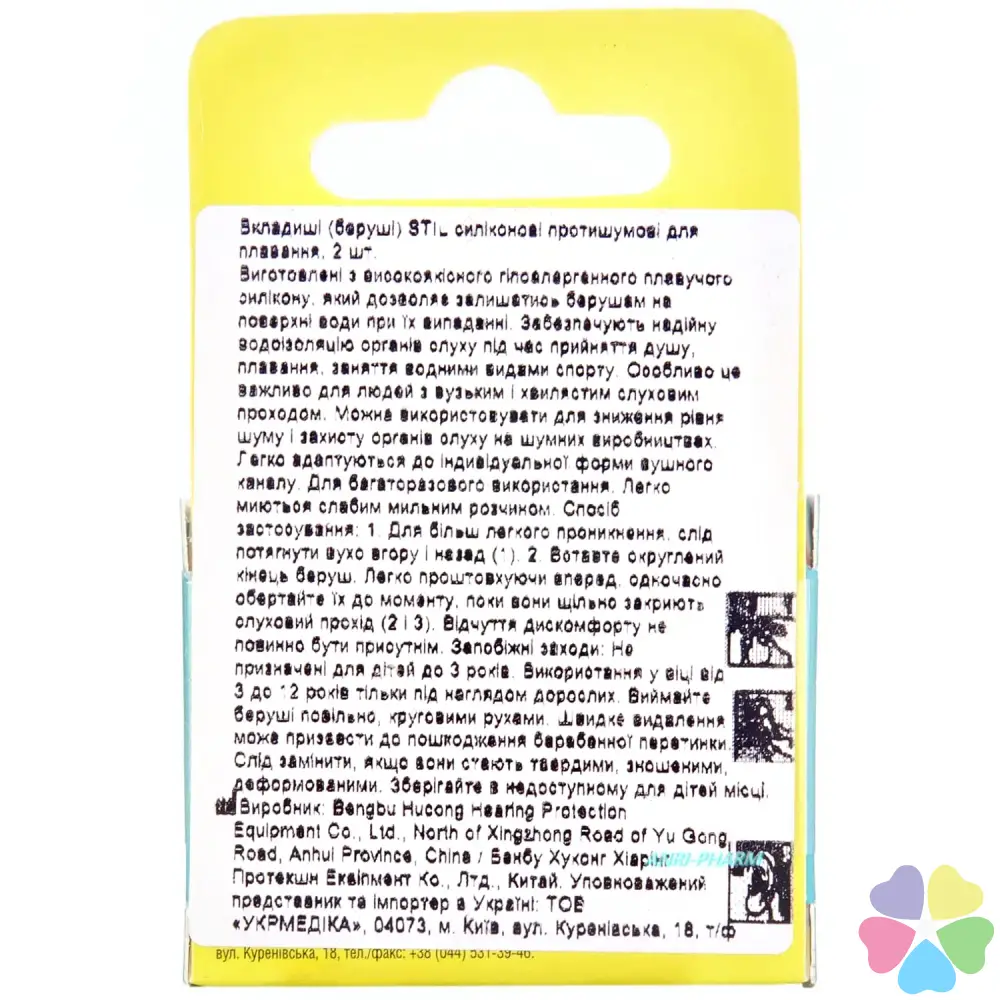 Вкладиші (беруші) STIL силіконові протишумові для
плавання, 2 шт.
Виготовлені з високоякісного гіпоалергенного плавучого
силікону, який дозволяє залишатись берушам на
поверхні води при їх випаданні. Забезпечують надійну
водоізоляцію органів слуху під час прийняття душу,
плавання, заняття водними видами спорту. Особливо це
важливо для людей з вузьким і хвилястим слуховим
проходом. Можна використовувати для зниження рівня
шуму і захисту органів слуху на шумних виробництвах.
Легко адаптуються до індивідуальної форми вушного
каналу. Для багаторазового використання. Легко
миються слабим мильним розчином. Спосіб
застосування: 1. Для більш легкого проникнення, слід
потягнути вухо вгору і назад (1). 2. Вставте округлений
кінець беруш. Легко проштовхуючи вперед, одночасно
обертайте їх до моменту, поки вони щільно закриють
слуховий прохід (2 і 3). Відчуття дискомфорту не
повинно бути присутнім. Запобіжні заходи: Не
призначені для дітей до 3 років. Використання у віці від
3 до 12 років тільки під наглядом дорослих. Виймайте
беруші повільно, круговими рухами. Швидке видалення
може призвести до пошкодження барабанної перетинки.
Слід замінити, якщо вони стають твердими, зношеними,
деформованими. Зберігайте в недоступному для дітей місці.
Виробник: Bengbu Hucong Hearing Protection
Equipment Co., Ltd., North of Xingzhong Road of Yu Gong
Road, Anhui Province, China / Банбу Хуконг Хіарінг
Протекшн Еквіпмент Ко., Лтд., Китай. Уповноважений
представник та імпортер в Україні: ТОВ
«УКРМЕДІКА», 04073, м. Київ, вул. Куренівська, 18, т/ф
вул. Куренівська, 18, тел./факс: +38 (044) 531-39-46.